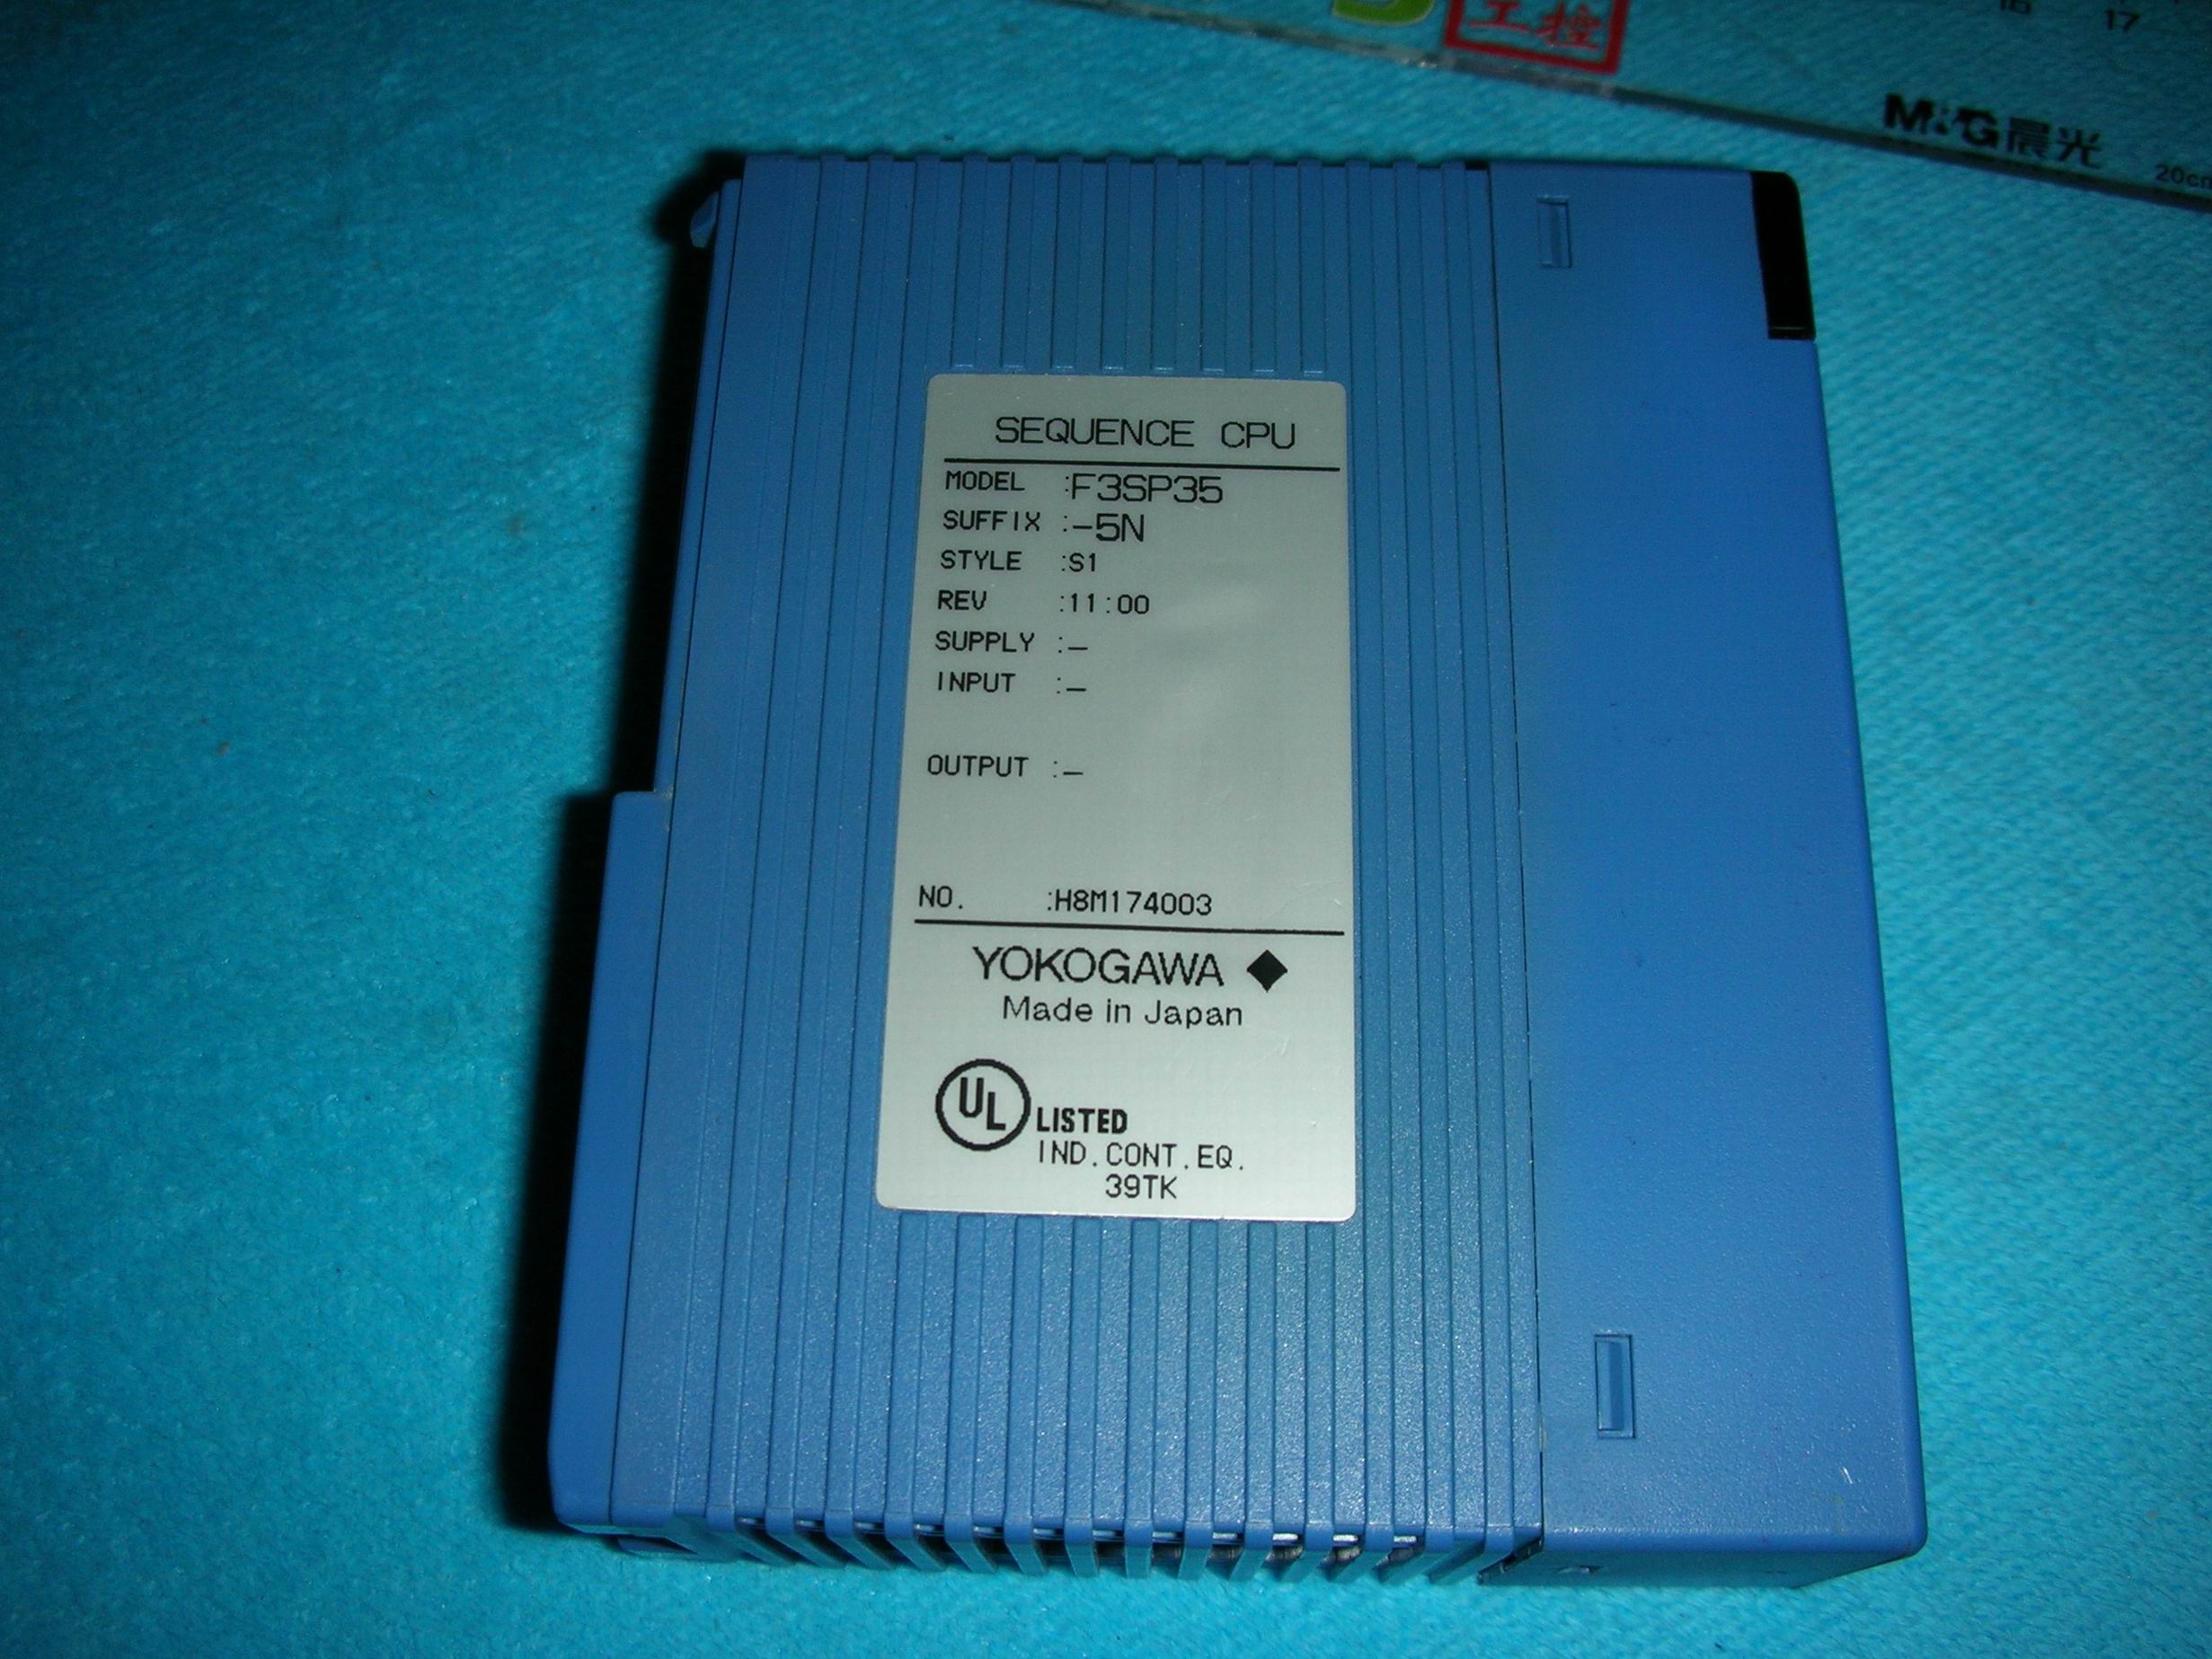 工控
16 17
M&G晨光
20cm
SEQUENCE CPU
MODEL :F3SP35
SUFFIX :-5N
STYLE :S1
REV :11:00
SUPPLY :-
INPUT :-
OUTPUT :-
NO. :H8M174003
YOKOGAWA ◆
Made in Japan
UL LISTED
IND.CONT.EQ.
39TK